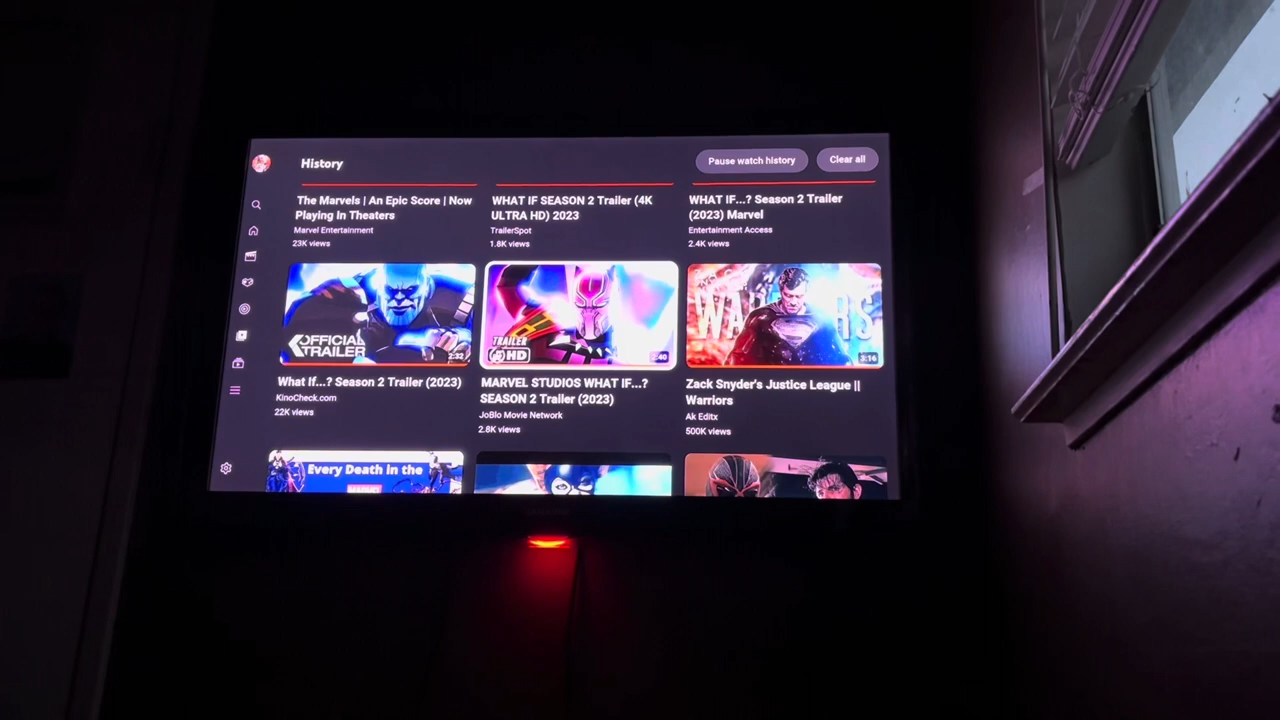 History
Pause watch history
Clear all
The Marvels | An Epic Score | Now
Playing In Theaters
Marvel Entertainment
23K views
WHAT IF SEASON 2 Trailer (4K
ULTRA HD) 2023
TrailerSpot
1.8K views
WHAT IF...? Season 2 Trailer
(2023) Marvel
Entertainment Access
2.4K views
OFFICIAL
TRAILER
2:32
TRAILER
HD
2:40
WARRIORS
3:16
What If...? Season 2 Trailer (2023)
KinoCheck.com
22K views
MARVEL STUDIOS WHAT IF...?
SEASON 2 Trailer (2023)
JoBlo Movie Network
2.8K views
Zack Snyder's Justice League ||
Warriors
Ak Editx
500K views
Every Death in the